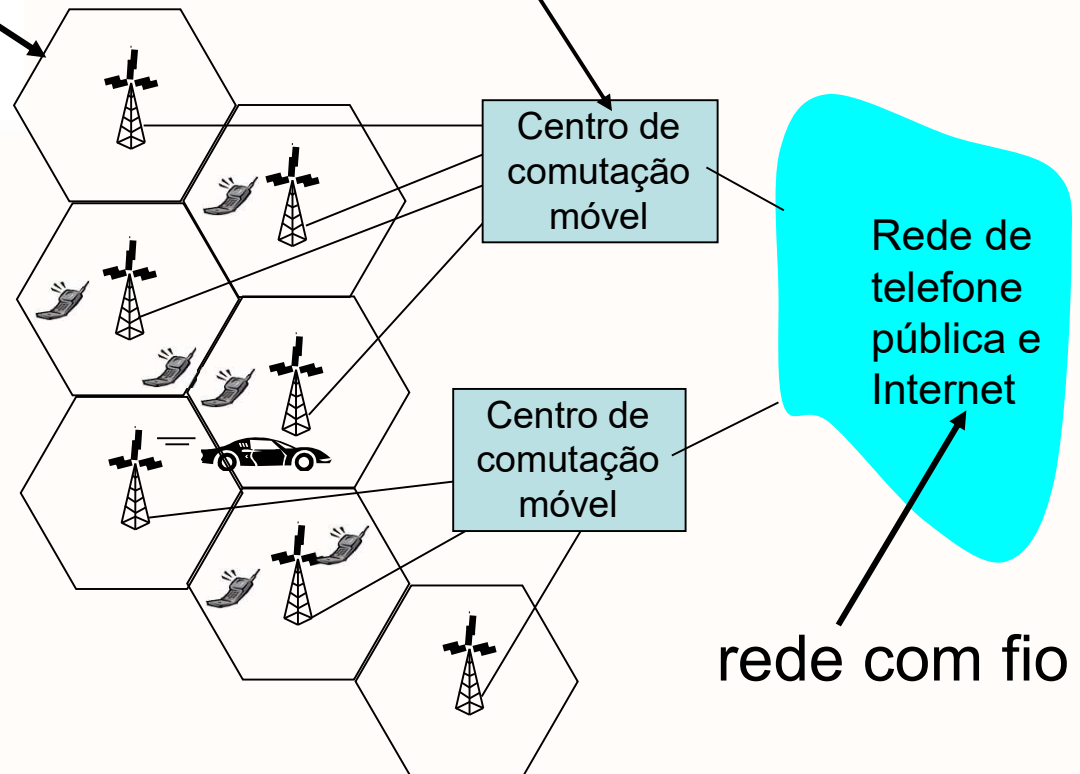 Centro de
comutação
móvel
Rede de
telefone
pública e
Internet
Centro de
comutação
móvel
rede com fio